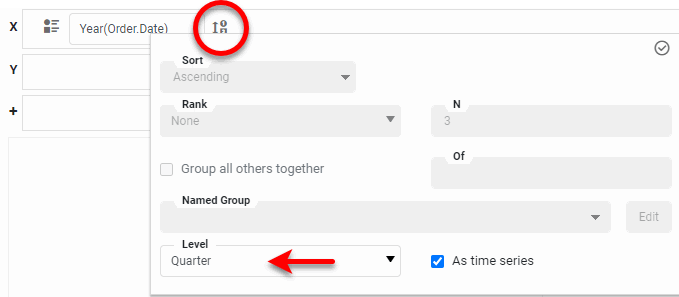 X Year(Order.Date)
Y
+
Sort
Ascending
Rank N
None 3
Group all others together Of
Named Group
Edit
Level
Quarter As time series